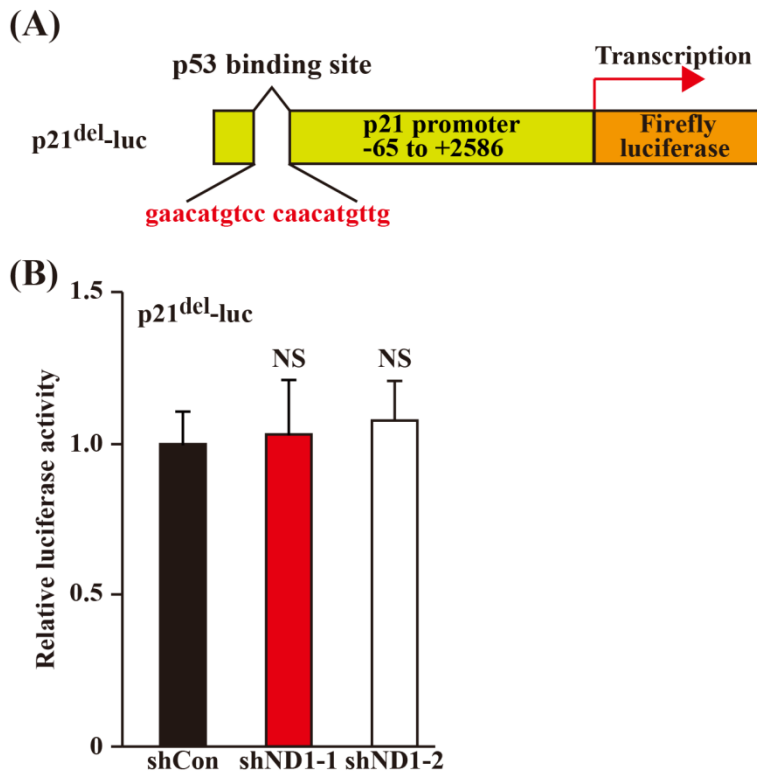 (A)
p53 binding site
Transcription
p21del-luc
p21 promoter
-65 to +2586
Firefly
luciferase
gaacatgtcc caacatgttg
(B)
1.5
p21del-luc
NS
NS
1.0
0.5
0
Relative luciferase activity
shCon
shND1-1
shND1-2